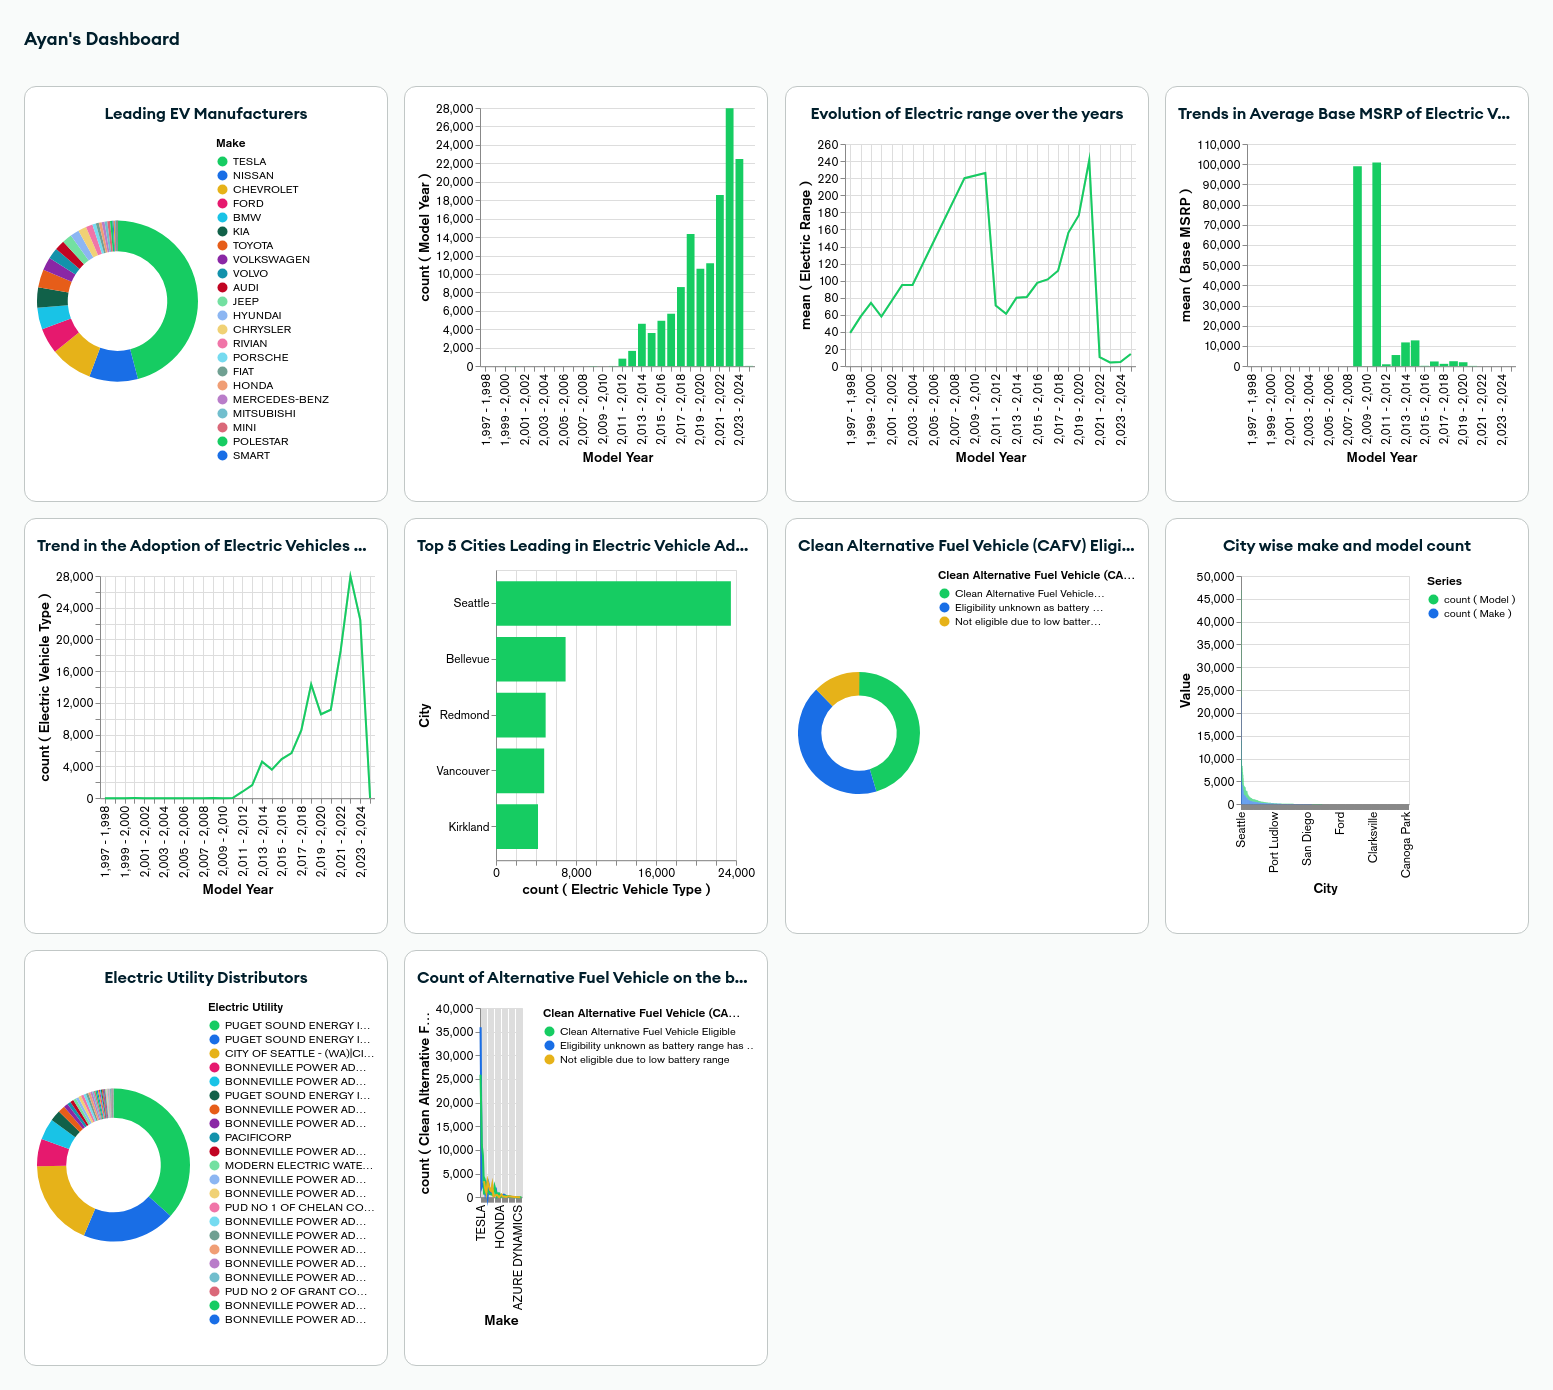 Ayan's Dashboard
Leading EV Manufacturers
Make
TESLA
NISSAN
CHEVROLET
FORD
BMW
KIA
TOYOTA
VOLKSWAGEN
VOLVO
AUDI
JEEP
HYUNDAI
CHRYSLER
RIVIAN
PORSCHE
FIAT
HONDA
MERCEDES-BENZ
MITSUBISHI
MINI
POLESTAR
SMART
count ( Model Year )
28,000
26,000
24,000
22,000
20,000
18,000
16,000
14,000
12,000
10,000
8,000
6,000
4,000
2,000
0
1,997 - 1,998
1,999 - 2,000
2,001 - 2,002
2,003 - 2,004
2,005 - 2,006
2,007 - 2,008
2,009 - 2,010
2,011 - 2,012
2,013 - 2,014
2,015 - 2,016
2,017 - 2,018
2,019 - 2,020
2,021 - 2,022
2,023 - 2,024
Model Year
Evolution of Electric range over the years
mean ( Electric Range )
260
240
220
200
180
160
140
120
100
80
60
40
20
0
1,997 - 1,998
1,999 - 2,000
2,001 - 2,002
2,003 - 2,004
2,005 - 2,006
2,007 - 2,008
2,009 - 2,010
2,011 - 2,012
2,013 - 2,014
2,015 - 2,016
2,017 - 2,018
2,019 - 2,020
2,021 - 2,022
2,023 - 2,024
Model Year
Trends in Average Base MSRP of Electric V...
mean ( Base MSRP )
110,000
100,000
90,000
80,000
70,000
60,000
50,000
40,000
30,000
20,000
10,000
0
1,997 - 1,998
1,999 - 2,000
2,001 - 2,002
2,003 - 2,004
2,005 - 2,006
2,007 - 2,008
2,009 - 2,010
2,011 - 2,012
2,013 - 2,014
2,015 - 2,016
2,017 - 2,018
2,019 - 2,020
2,021 - 2,022
2,023 - 2,024
Model Year
Trend in the Adoption of Electric Vehicles ...
count ( Electric Vehicle Type )
28,000
24,000
20,000
16,000
12,000
8,000
4,000
0
1,997 - 1,998
1,999 - 2,000
2,001 - 2,002
2,003 - 2,004
2,005 - 2,006
2,007 - 2,008
2,009 - 2,010
2,011 - 2,012
2,013 - 2,014
2,015 - 2,016
2,017 - 2,018
2,019 - 2,020
2,021 - 2,022
2,023 - 2,024
Model Year
Top 5 Cities Leading in Electric Vehicle Ad...
City
Seattle
Bellevue
Redmond
Vancouver
Kirkland
0
8,000
16,000
24,000
count ( Electric Vehicle Type )
Clean Alternative Fuel Vehicle (CAFV) Eligi...
Clean Alternative Fuel Vehicle (CA...
Clean Alternative Fuel Vehicle...
Eligibility unknown as battery ...
Not eligible due to low batter...
City wise make and model count
Value
50,000
45,000
40,000
35,000
30,000
25,000
20,000
15,000
10,000
5,000
0
Seattle
Port Ludlow
San Diego
Ford
Clarksville
Canoga Park
City
Series
count ( Model )
count ( Make )
Electric Utility Distributors
Electric Utility
PUGET SOUND ENERGY I...
PUGET SOUND ENERGY I...
CITY OF SEATTLE - (WA)|CI...
BONNEVILLE POWER AD...
BONNEVILLE POWER AD...
PUGET SOUND ENERGY I...
BONNEVILLE POWER AD...
BONNEVILLE POWER AD...
PACIFICORP
BONNEVILLE POWER AD...
MODERN ELECTRIC WATE...
BONNEVILLE POWER AD...
BONNEVILLE POWER AD...
PUD NO 1 OF CHELAN CO...
BONNEVILLE POWER AD...
BONNEVILLE POWER AD...
BONNEVILLE POWER AD...
BONNEVILLE POWER AD...
BONNEVILLE POWER AD...
PUD NO 2 OF GRANT CO...
BONNEVILLE POWER AD...
BONNEVILLE POWER AD...
Count of Alternative Fuel Vehicle on the b...
count ( Clean Alternative F...
40,000
35,000
30,000
25,000
20,000
15,000
10,000
5,000
0
TESLA
HONDA
AZURE DYNAMICS
Make
Clean Alternative Fuel Vehicle (CA...
Clean Alternative Fuel Vehicle Eligible
Eligibility unknown as battery range has ..
Not eligible due to low battery range